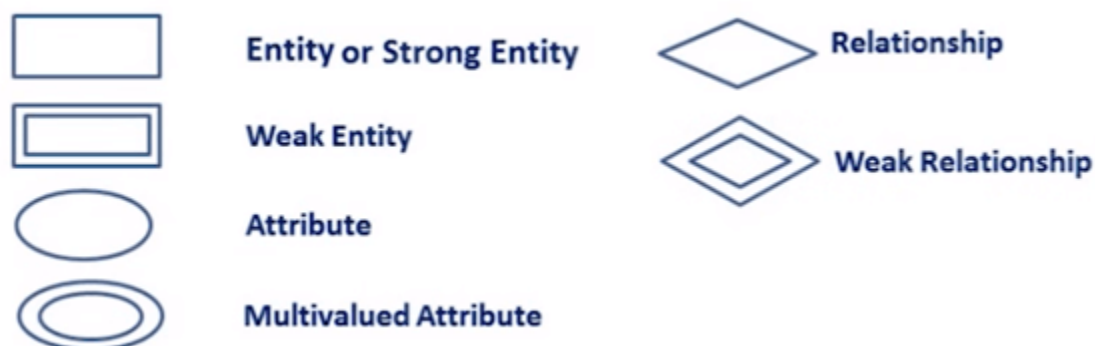 Entity or Strong Entity
Relationship
Weak Entity
Weak Relationship
Attribute
Multivalued Attribute